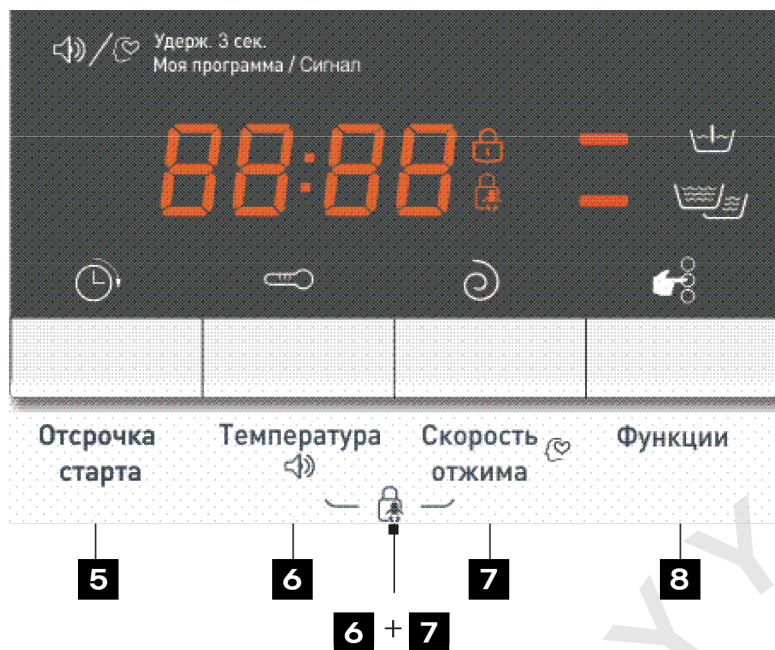 Удерж. 3 сек.
Моя программа / Сигнал
88:88
Отсрочка старта
Температура
Скорость отжима
Функции
5
6
7
8
6 + 7
Y Y